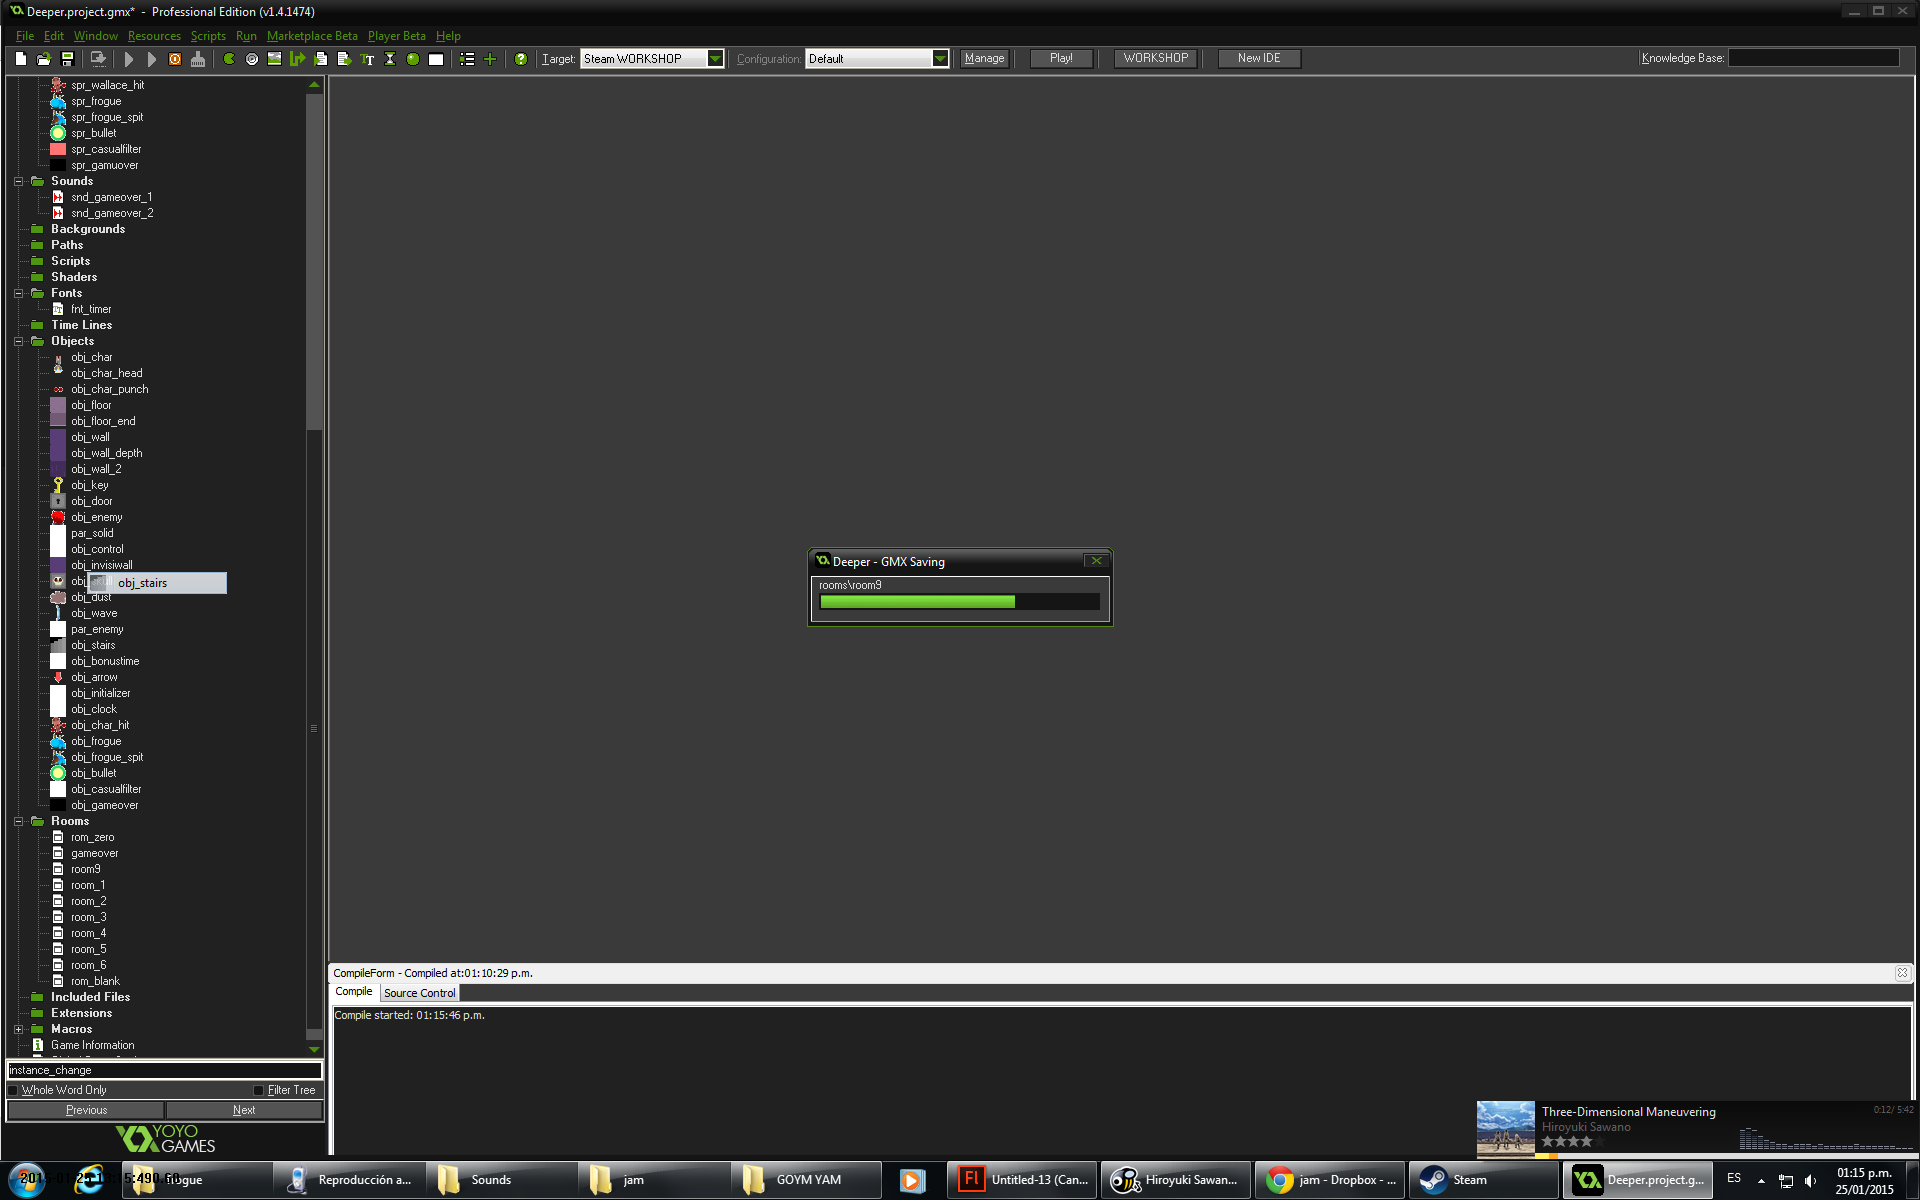 Deeper.project.gmx* - Professional Edition (v1.4.1474)
File Edit Window Resources Scripts Run Marketplace Beta Player Beta Help
Target: Steam WORKSHOP Configuration: Default Manage Play! WORKSHOP New IDE Knowledge Base:
spr_wallace_hit
spr_frogue
spr_frogue_spit
spr_bullet
spr_casualfilter
spr_gamuover
Sounds
snd_gameover_1
snd_gameover_2
Backgrounds
Paths
Scripts
Shaders
Fonts
fnt_timer
Time Lines
Objects
obj_char
obj_char_head
obj_char_punch
obj_floor
obj_floor_end
obj_wall
obj_wall_depth
obj_wall_2
obj_key
obj_door
obj_enemy
par_solid
obj_control
obj_invisiwall
obj_stairs
obj_dust
obj_wave
par_enemy
obj_stairs
obj_bonustime
obj_arrow
obj_initializer
obj_clock
obj_char_hit
obj_frogue
obj_frogue_spit
obj_bullet
obj_casualfilter
obj_gameover
Rooms
rom_zero
gameover
room9
room_1
room_2
room_3
room_4
room_5
room_6
rom_blank
Included Files
Extensions
Macros
Game Information
instance_change
Whole Word Only Filter Tree
Previous Next
YOYO
GAMES
Deeper - GMX Saving
rooms\room9
CompileForm - Compiled at:01:10:29 p.m.
Compile Source Control
Compile started: 01:15:46 p.m.
Three-Dimensional Maneuvering 0:12/ 5:42
Hiroyuki Sawano
Reproducción a... Sounds jam GOYM YAM Untitled-13 (Can... Hiroyuki Sawan... jam - Dropbox - ... Steam Deeper.project.g... ES
01:15 p.m.
25/01/2015